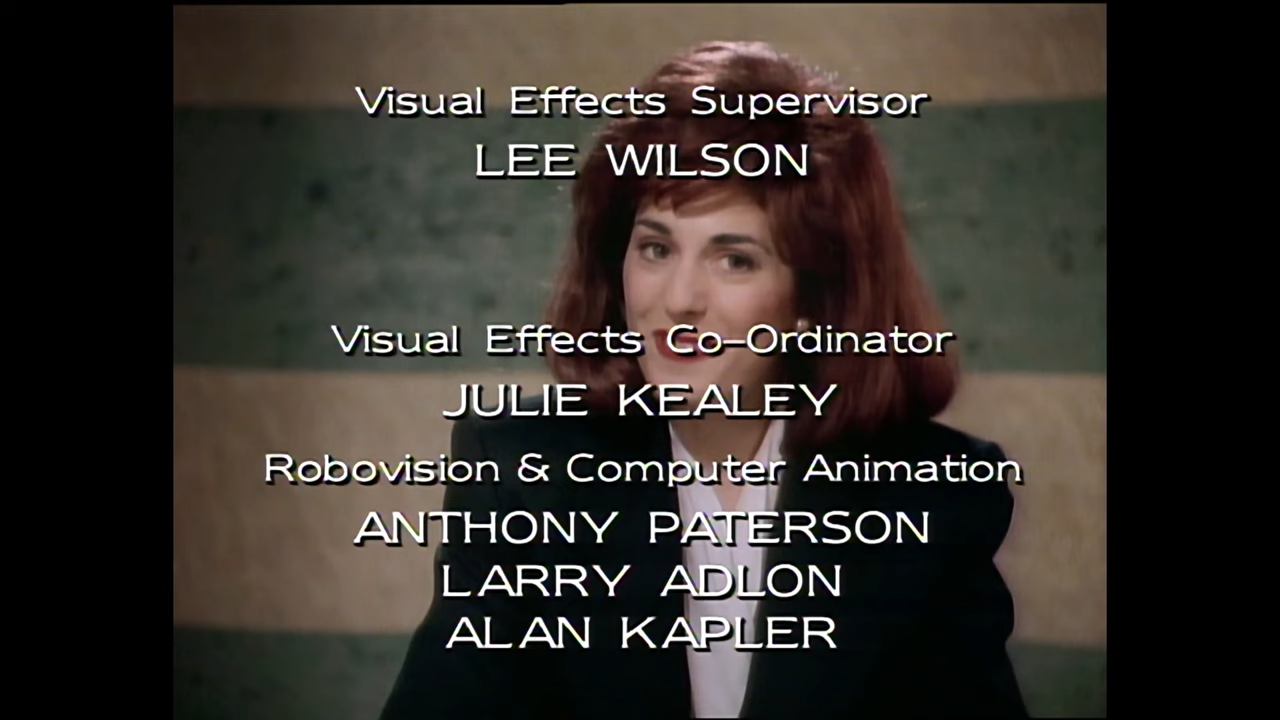 Visual Effects Supervisor
LEE WILSON
Visual Effects Co-Ordinator
JULIE KEALEY
Robovision & Computer Animation
ANTHONY PATERSON
LARRY ADLON
ALAN KAPLER